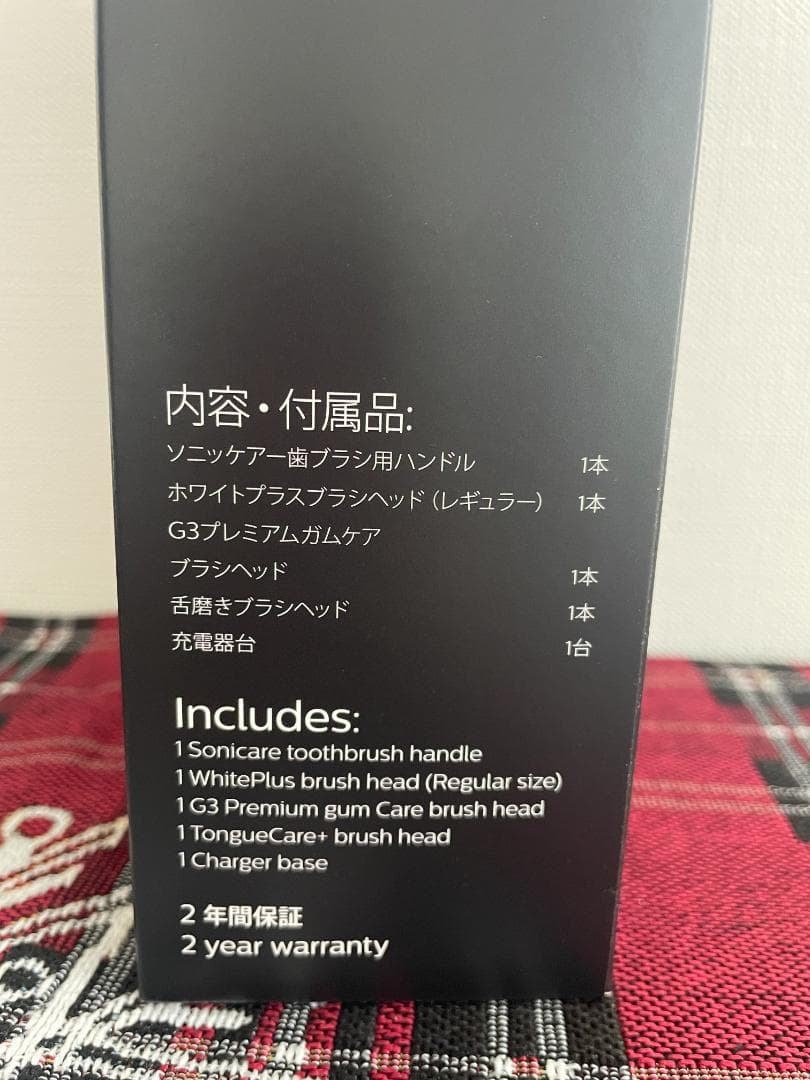 内容・付属品:
ソニッケアー歯ブラシ用ハンドル 1本
ホワイトプラスブラシヘッド（レギュラー） 1本
G3プレミアムガムケア
ブラシヘッド 1本
舌磨きブラシヘッド 1本
充電器台 1台
Includes:
1 Sonicare toothbrush handle
1 WhitePlus brush head (Regular size)
1 G3 Premium gum Care brush head
1 TongueCare+ brush head
1 Charger base
2 年間保証
2 year warranty